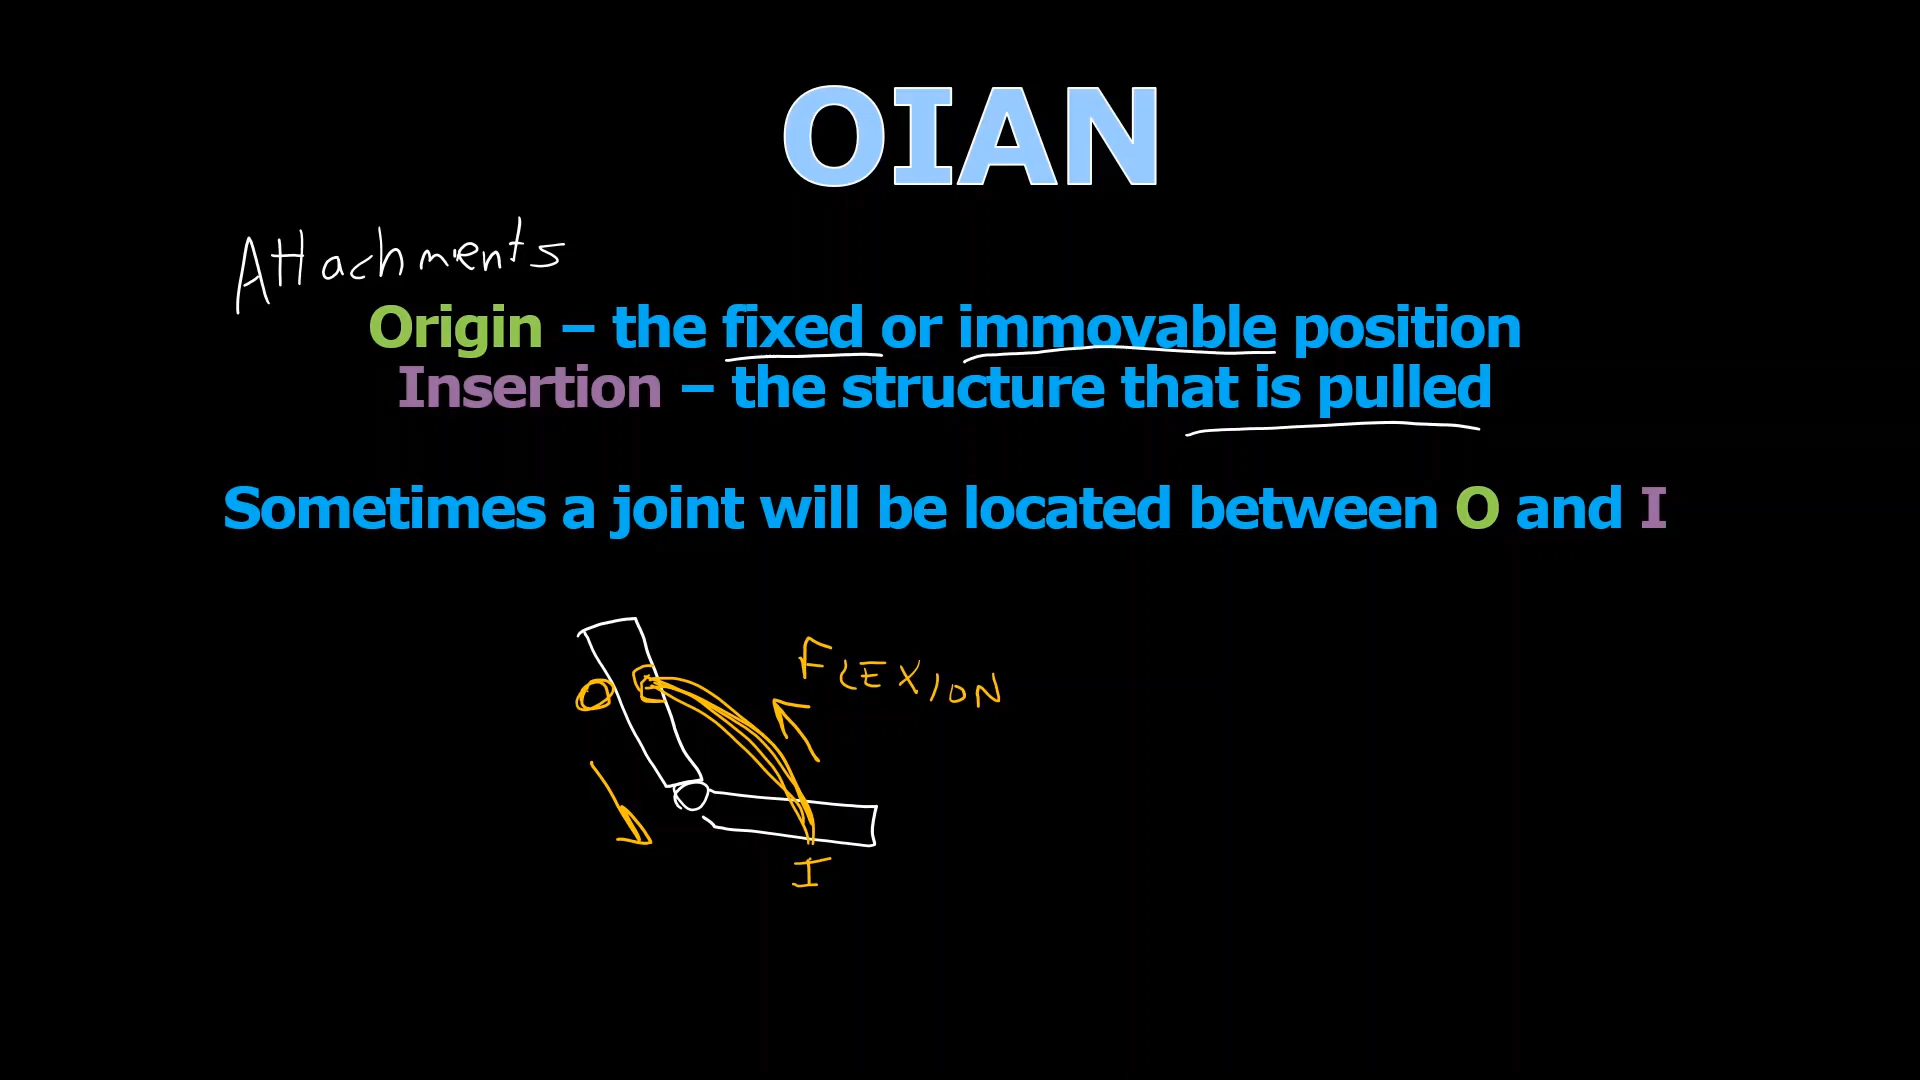 OIAN
Attachments
Origin – the fixed or immovable position
Insertion – the structure that is pulled
Sometimes a joint will be located between O and I
FLEXION
O
I